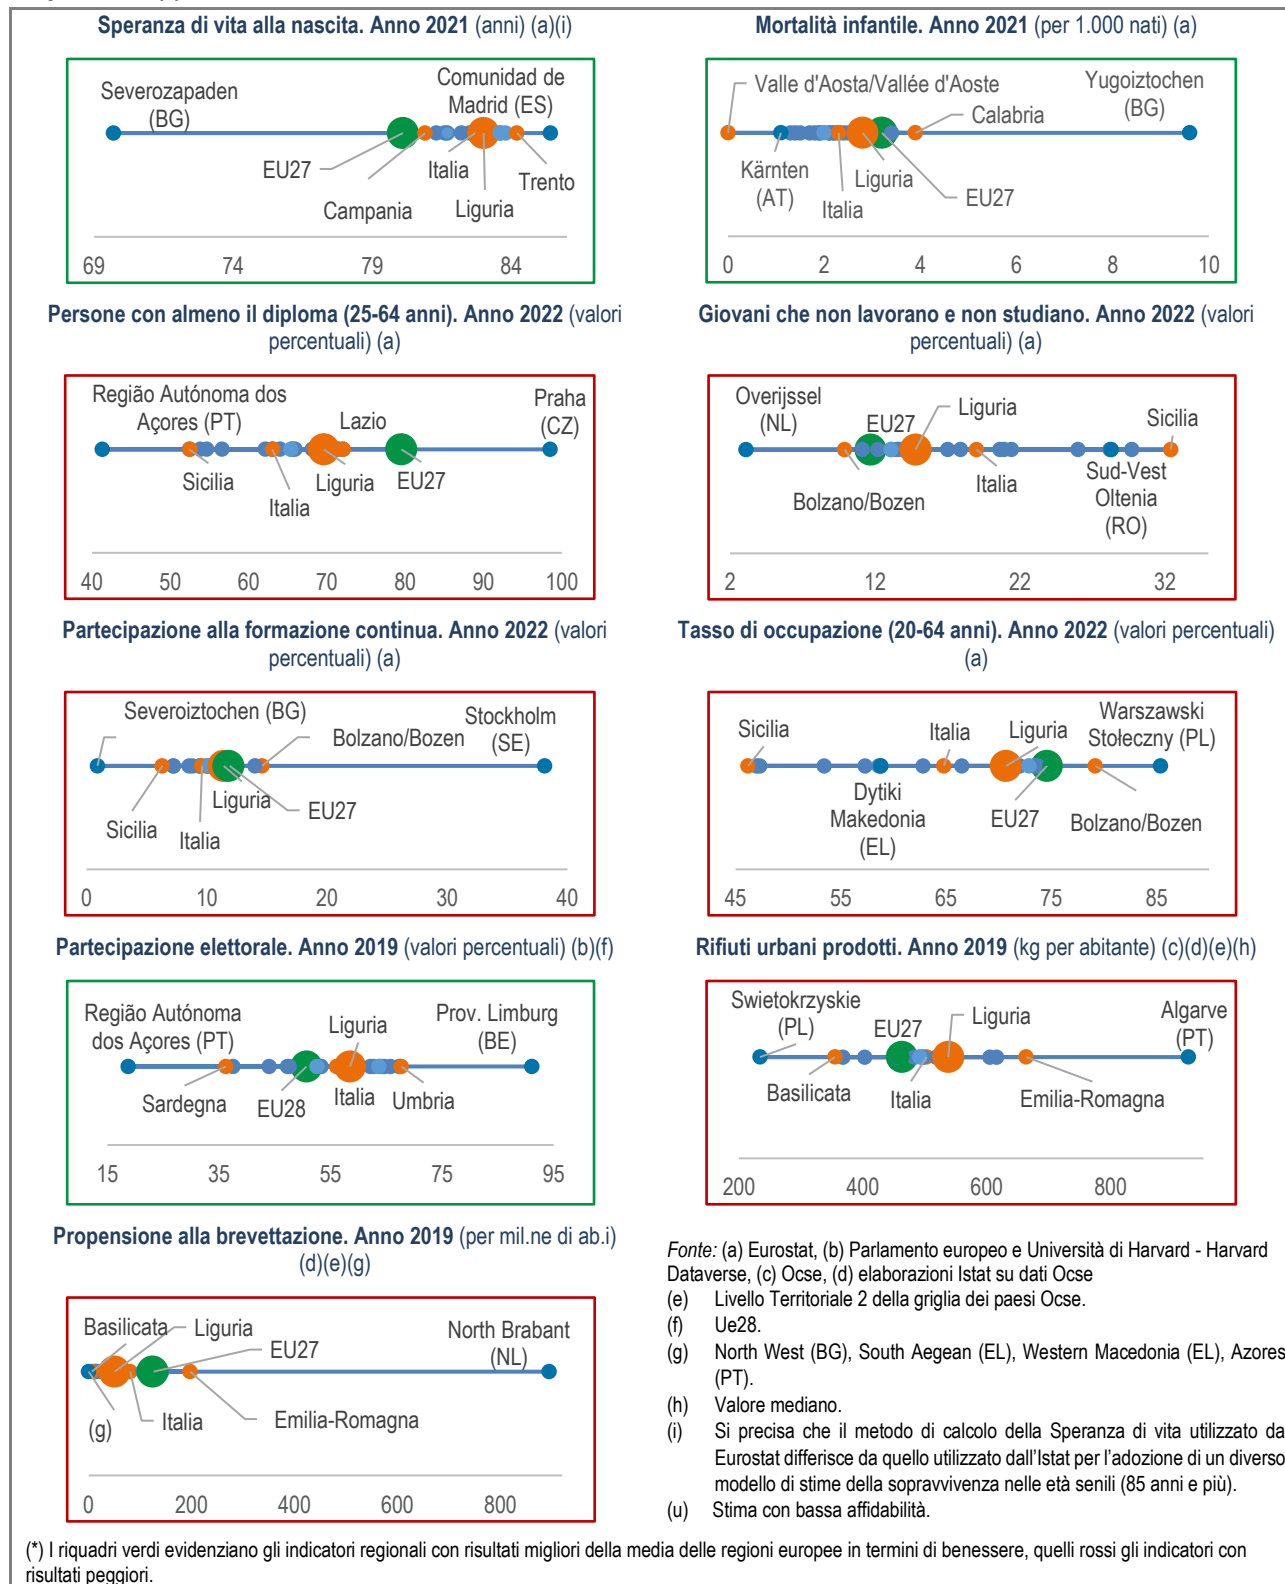 Speranza di vita alla nascita. Anno 2021 (anni) (a)(i)
Severozapaden
(BG)
Comunidad de
Madrid (ES)
EU27
Italia
Trento
Campania
Liguria
69 74 79 84
Mortalità infantile. Anno 2021 (per 1.000 nati) (a)
Valle d'Aosta/Vallée d'Aoste
Yugoiztochen
(BG)
Calabria
Kärnten
(AT)
Liguria
EU27
Italia
0 2 4 6 8 10
Persone con almeno il diploma (25-64 anni). Anno 2022 (valori
percentuali) (a)
Região Autónoma dos
Açores (PT)
Lazio
Praha
(CZ)
Sicilia
Italia
Liguria
EU27
40 50 60 70 80 90 100
Giovani che non lavorano e non studiano. Anno 2022 (valori
percentuali) (a)
Overijssel
(NL)
EU27
Liguria
Sicilia
Bolzano/Bozen
Italia
Sud-Vest
Oltenia
(RO)
2 12 22 32
Partecipazione alla formazione continua. Anno 2022 (valori
percentuali) (a)
Severoiztochen (BG)
Bolzano/Bozen
Stockholm
(SE)
Sicilia
Italia
Liguria
EU27
0 10 20 30 40
Tasso di occupazione (20-64 anni). Anno 2022 (valori percentuali)
(a)
Sicilia
Italia
Liguria
Warszawski
Stołeczny (PL)
Dytiki
Makedonia
(EL)
EU27
Bolzano/Bozen
45 55 65 75 85
Partecipazione elettorale. Anno 2019 (valori percentuali) (b)(f)
Região Autónoma
dos Açores (PT)
Liguria
Prov. Limburg
(BE)
Sardegna
EU28
Italia
Umbria
15 35 55 75 95
Rifiuti urbani prodotti. Anno 2019 (kg per abitante) (c)(d)(e)(h)
Swietokrzyskie
(PL)
EU27
Liguria
Algarve
(PT)
Basilicata
Italia
Emilia-Romagna
200 400 600 800
Propensione alla brevettazione. Anno 2019 (per mil.ne di ab.i)
(d)(e)(g)
Basilicata
Liguria
EU27
North Brabant
(NL)
(g)
Italia
Emilia-Romagna
0 200 400 600 800
Fonte: (a) Eurostat, (b) Parlamento europeo e Università di Harvard - Harvard
Dataverse, (c) Ocse, (d) elaborazioni Istat su dati Ocse
(e) Livello Territoriale 2 della griglia dei paesi Ocse.
(f) Ue28.
(g) North West (BG), South Aegean (EL), Western Macedonia (EL), Azores
(PT).
(h) Valore mediano.
(i) Si precisa che il metodo di calcolo della Speranza di vita utilizzato da
Eurostat differisce da quello utilizzato dall'Istat per l'adozione di un diverso
modello di stime della sopravvivenza nelle età senili (85 anni e più).
(u) Stima con bassa affidabilità.
(*) I riquadri verdi evidenziano gli indicatori regionali con risultati migliori della media delle regioni europee in termini di benessere, quelli rossi gli indicatori con
risultati peggiori.